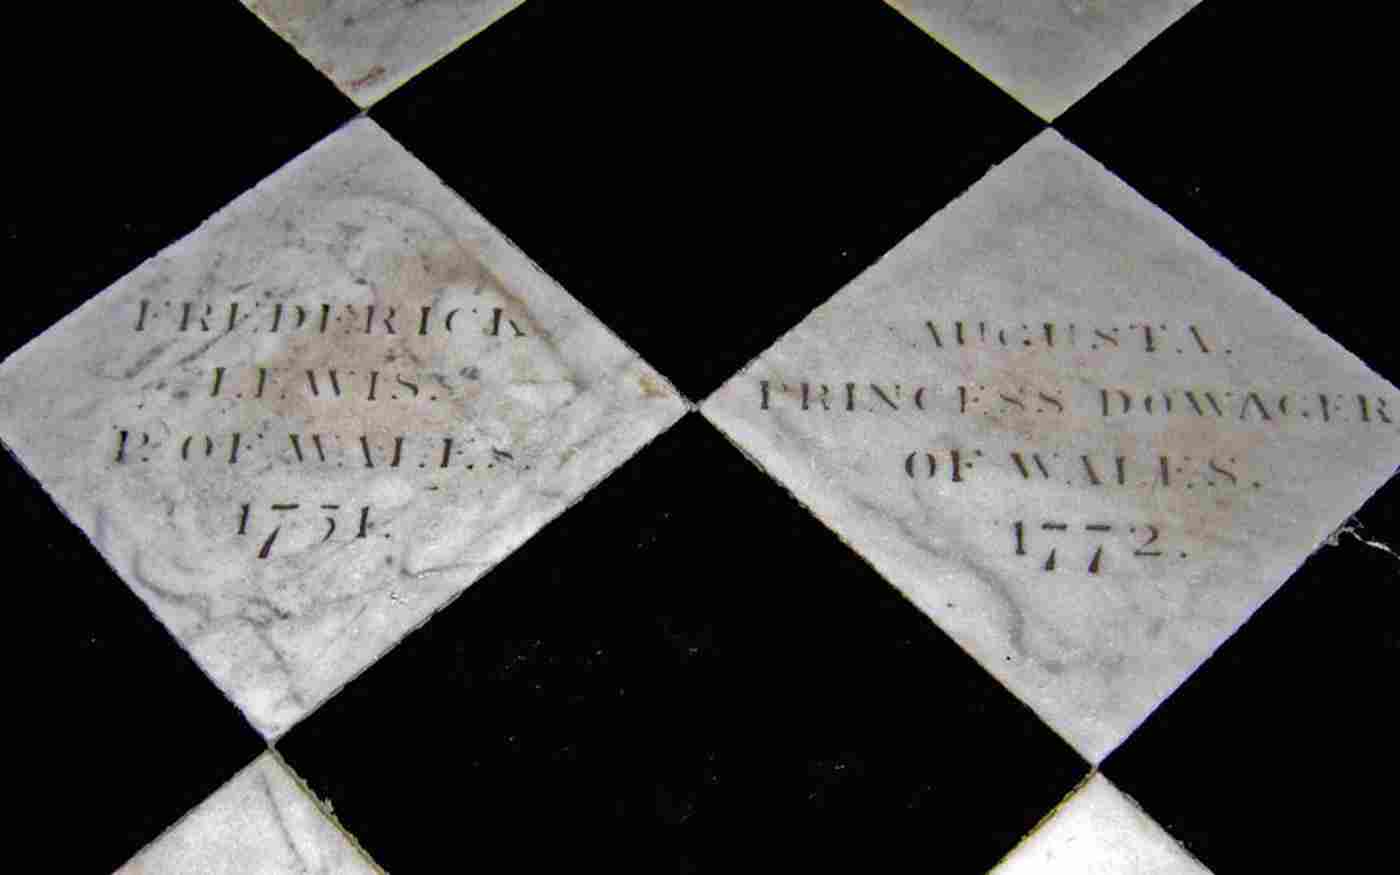 FREDERICK
LEWIS.
P. OF WALES.
1751.
AUGUSTA.
PRINCESS DOWAGER
OF WALES.
1772.